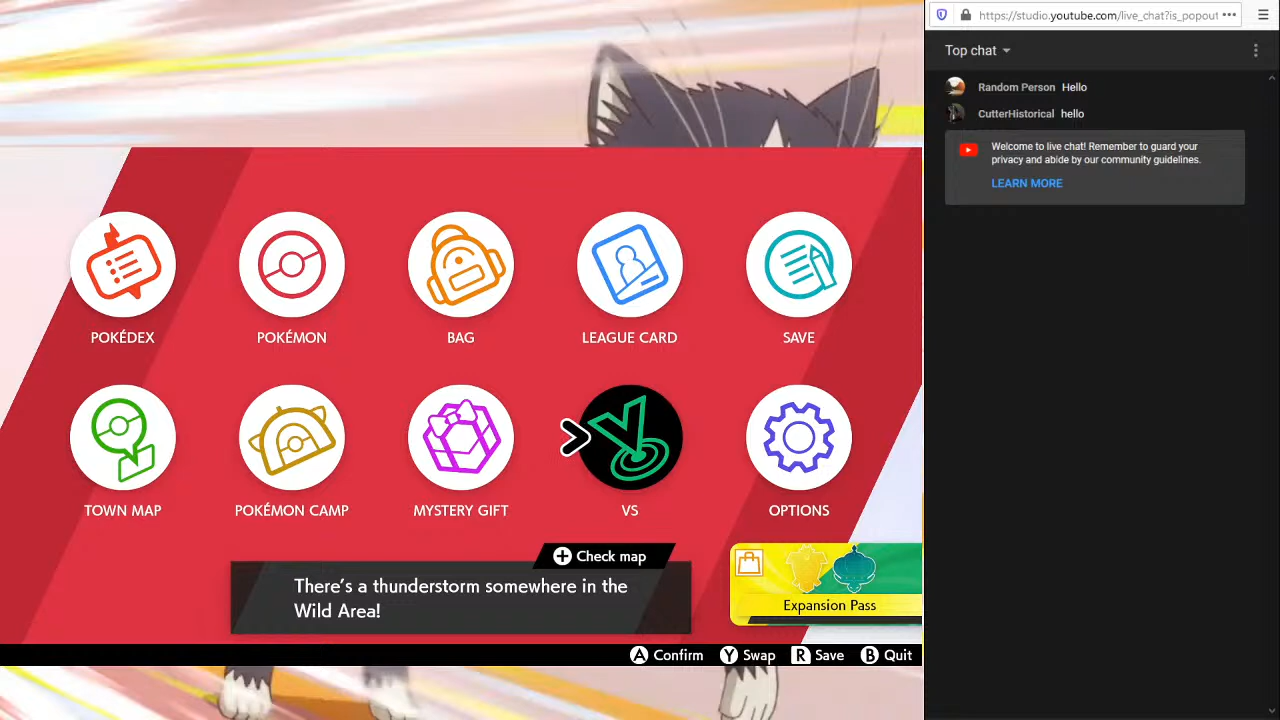 https://studio.youtube.com/live_chat?is_popout
Top chat
Random Person Hello
CutterHistorical hello
Welcome to live chat! Remember to guard your
privacy and abide by our community guidelines.
LEARN MORE
POKÉDEX
POKÉMON
BAG
LEAGUE CARD
SAVE
TOWN MAP
POKÉMON CAMP
MYSTERY GIFT
VS
OPTIONS
+ Check map
There's a thunderstorm somewhere in the
Wild Area!
Expansion Pass
A Confirm Y Swap R Save B Quit